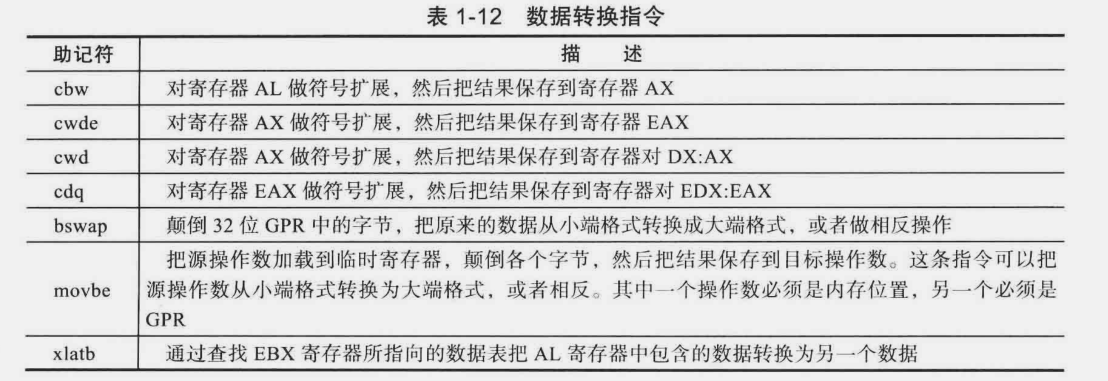 表 1-12 数据转换指令
助记符 描 述
cbw 对寄存器 AL 做符号扩展，然后把结果保存到寄存器 AX
cwde 对寄存器 AX 做符号扩展，然后把结果保存到寄存器 EAX
cwd 对寄存器 AX 做符号扩展，然后把结果保存到寄存器对 DX:AX
cdq 对寄存器 EAX 做符号扩展，然后把结果保存到寄存器对 EDX:EAX
bswap 颠倒 32 位 GPR 中的字节，把原来的数据从小端格式转换成大端格式，或者做相反操作
把源操作数加载到临时寄存器，颠倒各个字节，然后把结果保存到目标操作数。这条指令可以把
movbe 源操作数从小端格式转换为大端格式，或者相反。其中一个操作数必须是内存位置，另一个必须是
GPR
xlatb 通过查找 EBX 寄存器所指向的数据表把 AL 寄存器中包含的数据转换为另一个数据